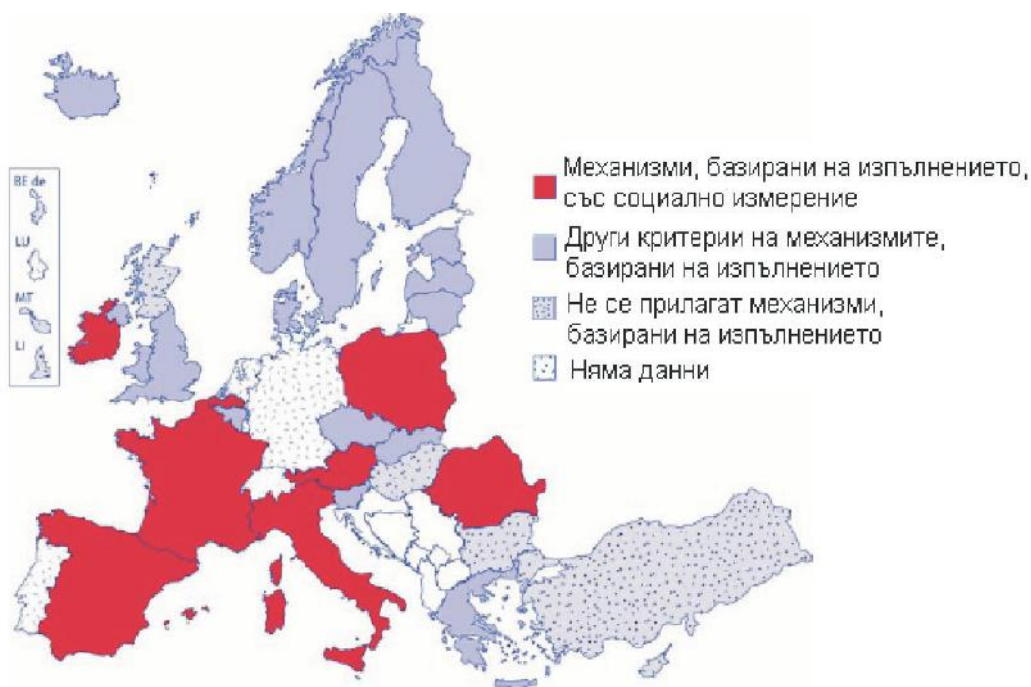 BE de
LU
MT
LI
Механизми, базирани на изпълнението,
със социално измерение
Други критерии на механизмите,
базирани на изпълнението
Не се прилагат механизми,
базирани на изпълнението
Няма данни